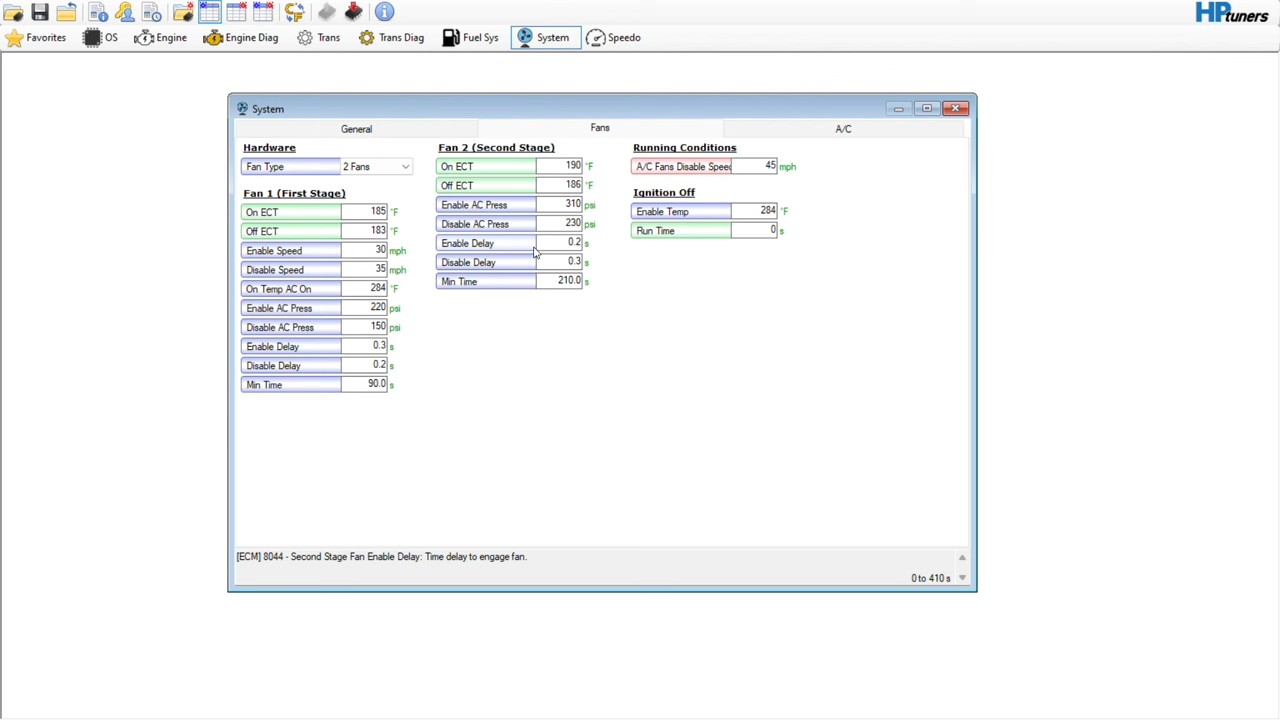 HPtuners
Favorites OS Engine Engine Diag Trans Trans Diag Fuel Sys System Speedo
System
General Fans A/C
Hardware
Fan Type 2 Fans
Fan 1 (First Stage)
On ECT 185 °F
Off ECT 183 °F
Enable Speed 30 mph
Disable Speed 35 mph
On Temp AC On 284 °F
Enable AC Press 220 psi
Disable AC Press 150 psi
Enable Delay 0.3 s
Disable Delay 0.2 s
Min Time 90.0 s
Fan 2 (Second Stage)
On ECT 190 °F
Off ECT 186 °F
Enable AC Press 310 psi
Disable AC Press 230 psi
Enable Delay 0.2 s
Disable Delay 0.3 s
Min Time 210.0 s
Running Conditions
A/C Fans Disable Speed 45 mph
Ignition Off
Enable Temp 284 °F
Run Time 0 s
[ECM] 8044 - Second Stage Fan Enable Delay: Time delay to engage fan.
0 to 410 s